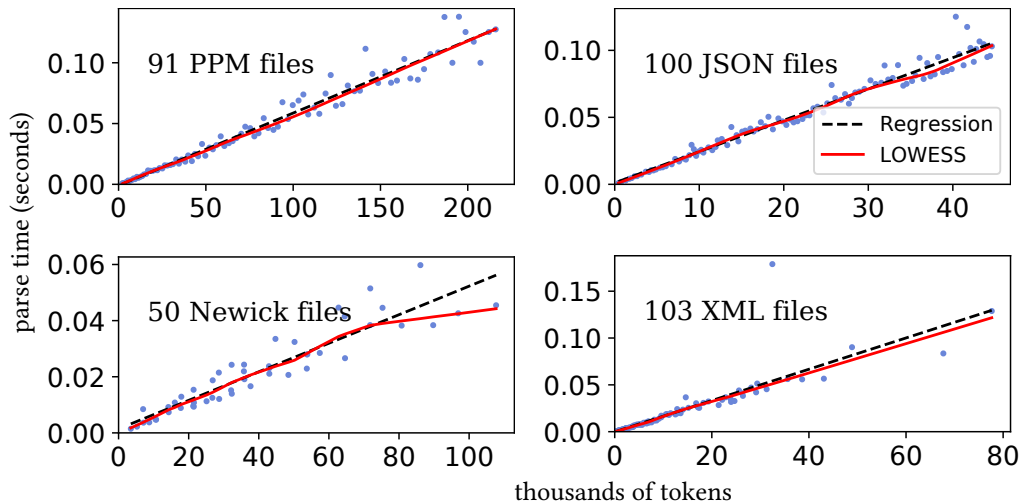 parse time (seconds)
0.10
0.05
0.00
91 PPM files
0 50 100 150 200
0.10
0.05
0.00
100 JSON files
Regression
LOWESS
0 10 20 30 40
0.06
0.04
0.02
0.00
50 Newick files
0 20 40 60 80 100
0.15
0.10
0.05
0.00
103 XML files
0 20 40 60 80
thousands of tokens